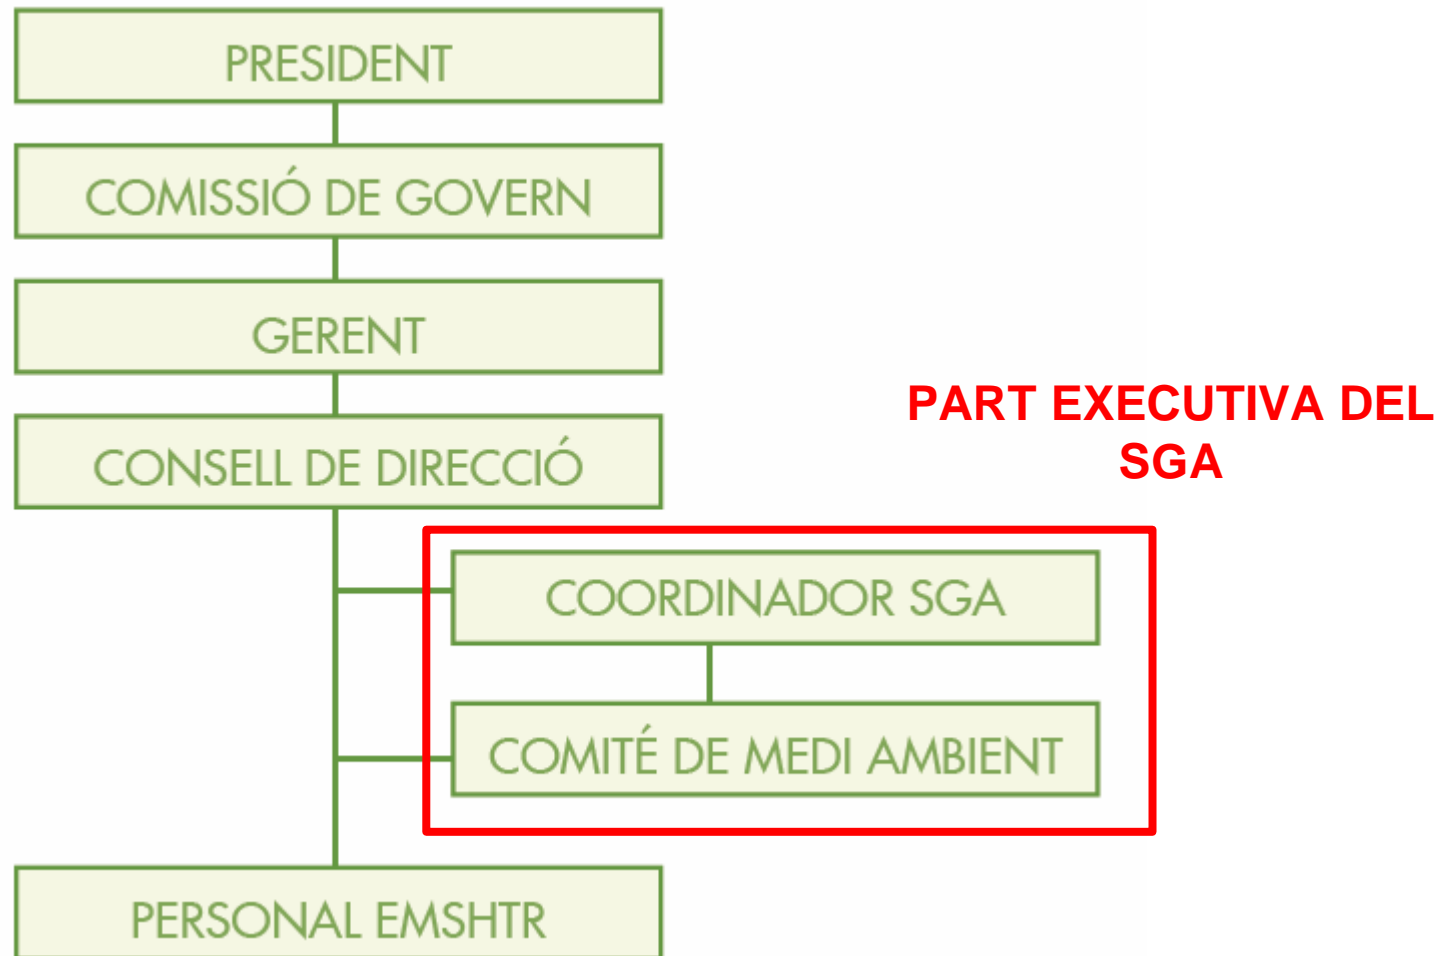 PRESIDENT
COMISSIÓ DE GOVERN
GERENT
CONSELL DE DIRECCIÓ
PART EXECUTIVA DEL
SGA
COORDINADOR SGA
COMITÉ DE MEDI AMBIENT
PERSONAL EMSHTR